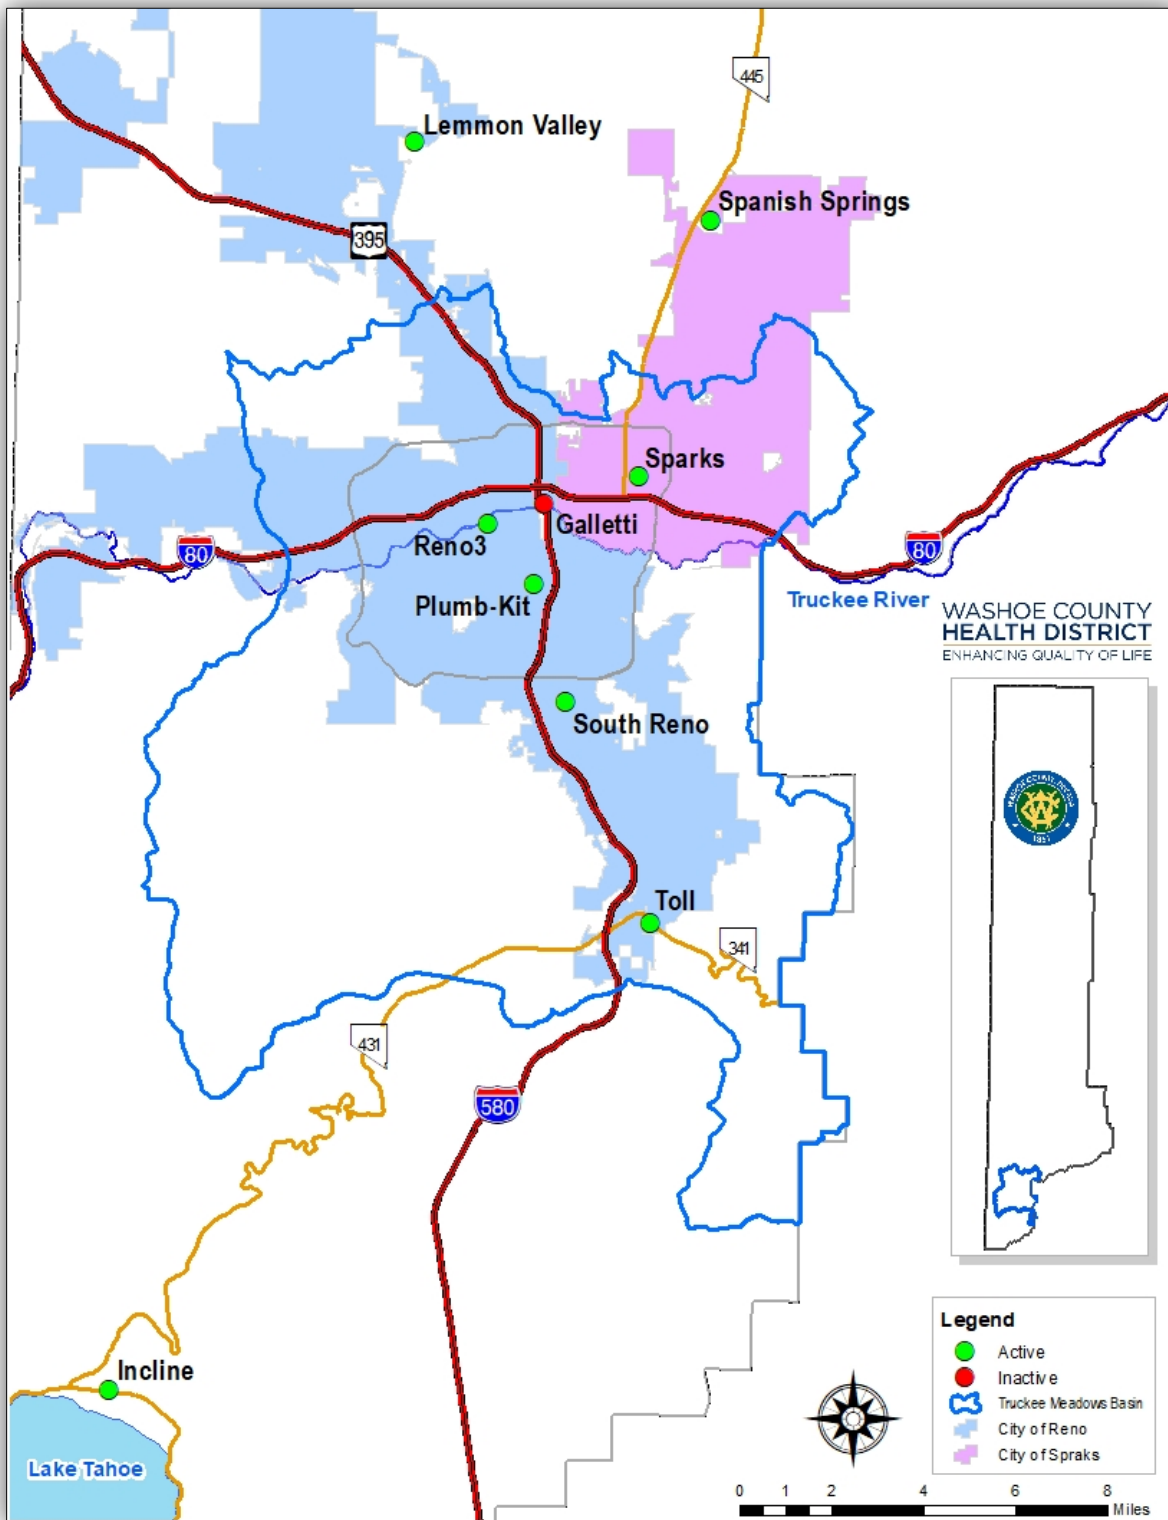 445
Lemmon Valley
Spanish Springs
395
Sparks
Galletti
Reno3
80
80
Plumb-Kit
Truckee River
WASHOE COUNTY
HEALTH DISTRICT
ENHANCING QUALITY OF LIFE
South Reno
1861
Toll
341
431
580
Incline
Lake Tahoe
Legend
Active
Inactive
Truckee Meadows Basin
City of Reno
City of Spraks
0 1 2 4 6 8
Miles